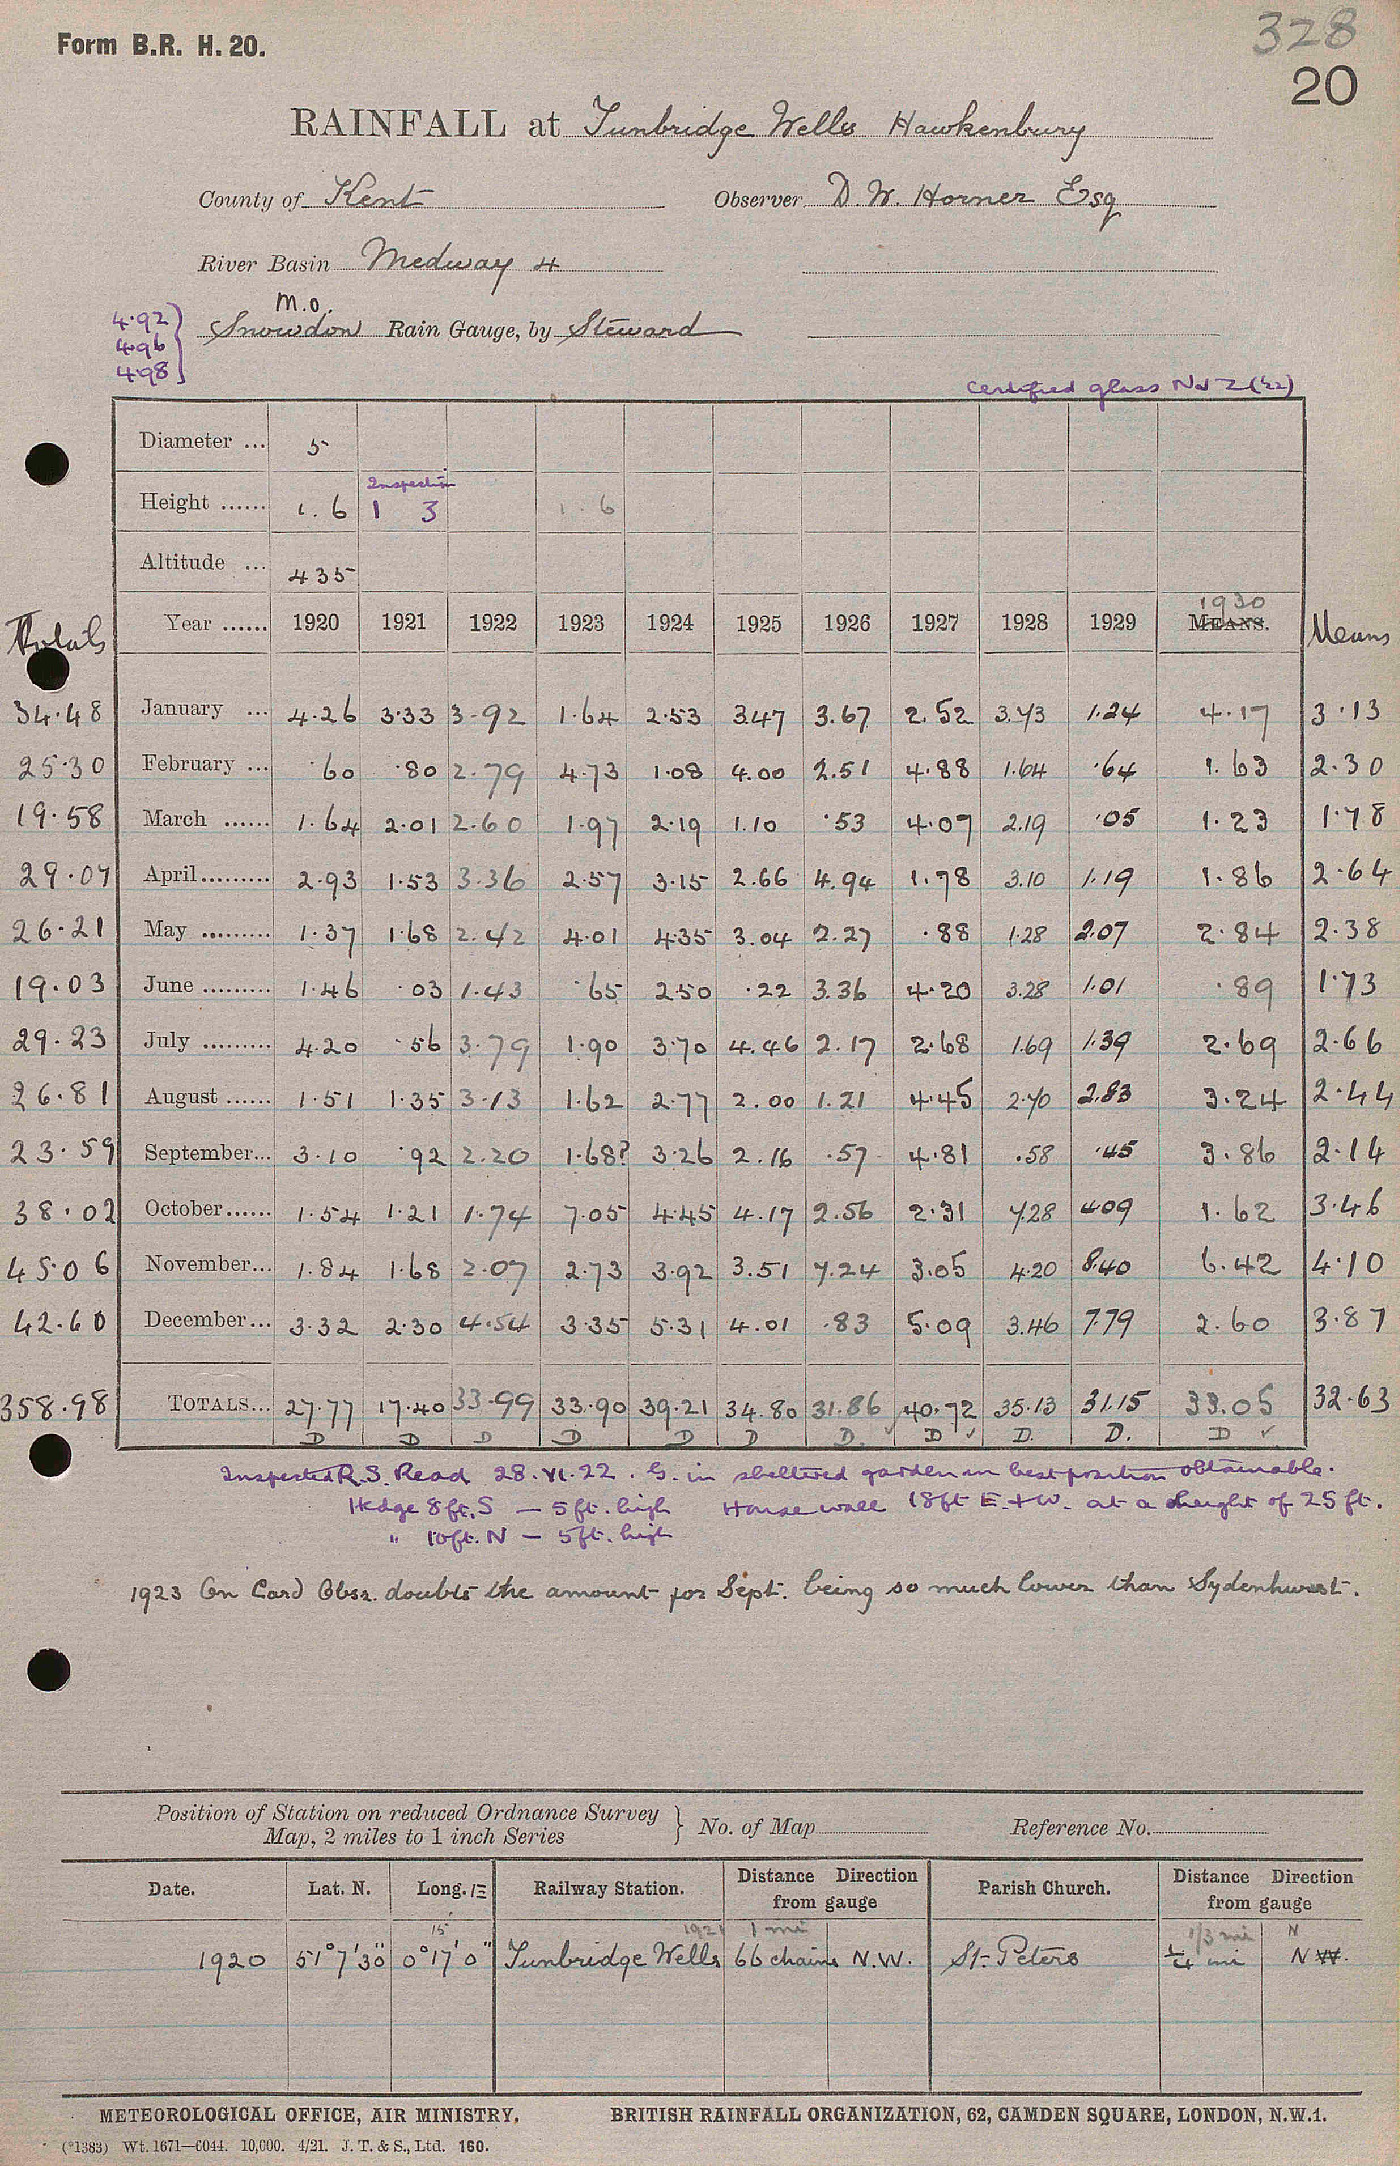 Form B.R. H. 20.
328
20
RAINFALL at Tunbridge Wells Hawkenbury
County of Kent Observer D. W. Horner Esq
River Basin Medway 4
M.O.
Snowdon Rain Gauge, by Steward
4.92
4.96
4.98
Certified glass No 2 ('22)
Diameter ... 5
Inspection
Height ...... 1. 6 1 3 1. 6
Altitude ... 435
1930
Totals Year ...... 1920 1921 1922 1923 1924 1925 1926 1927 1928 1929 MEANS. Means
34.48 January ... 4.26 3.33 3.92 1.64 2.53 3.47 3.67 2.52 3.43 1.24 4.17 3.13
25.30 February ... .60 .80 2.79 4.73 1.08 4.00 2.51 4.88 1.64 .64 1.63 2.30
19.58 March ...... 1.64 2.01 2.60 1.97 2.19 1.10 .53 4.07 2.19 .05 1.23 1.78
29.07 April......... 2.93 1.53 3.36 2.57 3.15 2.66 4.94 1.78 3.10 1.19 1.86 2.64
26.21 May ......... 1.37 1.68 2.42 4.01 4.35 3.04 2.27 .88 1.28 2.07 2.84 2.38
19.03 June ......... 1.46 .03 1.43 .65 2.50 .22 3.36 4.20 3.28 1.01 .89 1.73
29.23 July ......... 4.20 .56 3.79 1.90 3.70 4.46 2.17 2.68 1.69 1.39 2.69 2.66
26.81 August ...... 1.51 1.35 3.13 1.62 2.77 2.00 1.21 4.45 2.70 2.83 3.24 2.44
23.59 September... 3.10 .92 2.20 1.68? 3.26 2.16 .57 4.81 .58 .45 3.86 2.14
38.02 October...... 1.54 1.21 1.74 7.05 4.45 4.17 2.56 2.31 7.28 4.09 1.62 3.46
45.06 November... 1.84 1.68 2.07 2.73 3.92 3.51 7.24 3.05 4.20 8.40 6.42 4.10
42.60 December... 3.32 2.30 4.54 3.35 5.31 4.01 .83 5.09 3.46 7.79 2.60 3.87
358.98 TOTALS... 27.77 17.40 33.99 33.90 39.21 34.80 31.86 40.72 35.13 31.15 33.05 32.63
D D D D D D D. D ✓ D. D. D ✓
Inspected R.S. Read 28.VI.22. G. in sheltered garden in best position obtainable.
Hedge 8ft. S — 5ft. high House wall 18ft E. + W. at a height of 25 ft.
" 10ft. N — 5ft. high
1923 On Card Obsr. doubts the amount for Sept. being so much lower than Sydenhurst.
Position of Station on reduced Ordnance Survey
Map, 2 miles to 1 inch Series } No. of Map Reference No.
Date. Lat. N. Long. E Railway Station. Distance Direction from gauge Parish Church. Distance Direction from gauge
15 1921 1 mi 1/3 mi N
1920 51° 7' 30" 0° 17' 0" Tunbridge Wells 66 chains N.W. St. Peters ¼ mi N W.
METEOROLOGICAL OFFICE, AIR MINISTRY. BRITISH RAINFALL ORGANIZATION, 62, CAMDEN SQUARE, LONDON, N.W.1.
(*1383) Wt. 1671—6044. 10,000. 4/21. J. T. & S., Ltd. 160.